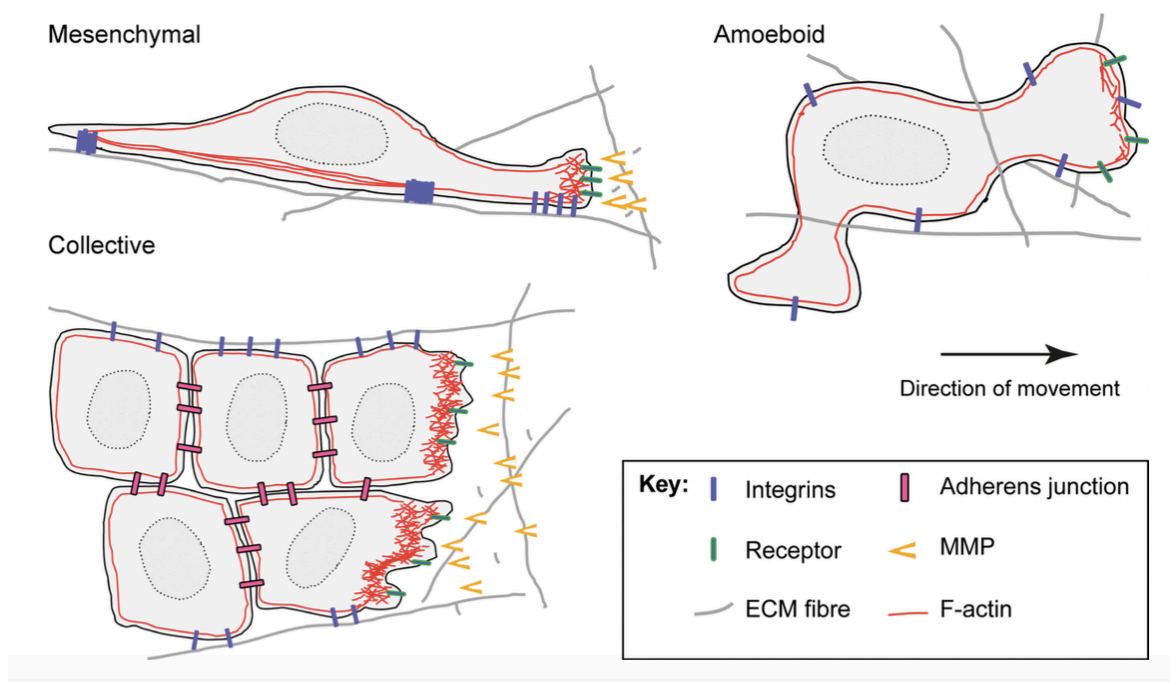 Mesenchymal
Amoeboid
Collective
Direction of movement
Key:
Integrins
Adherens junction
Receptor
MMP
ECM fibre
F-actin